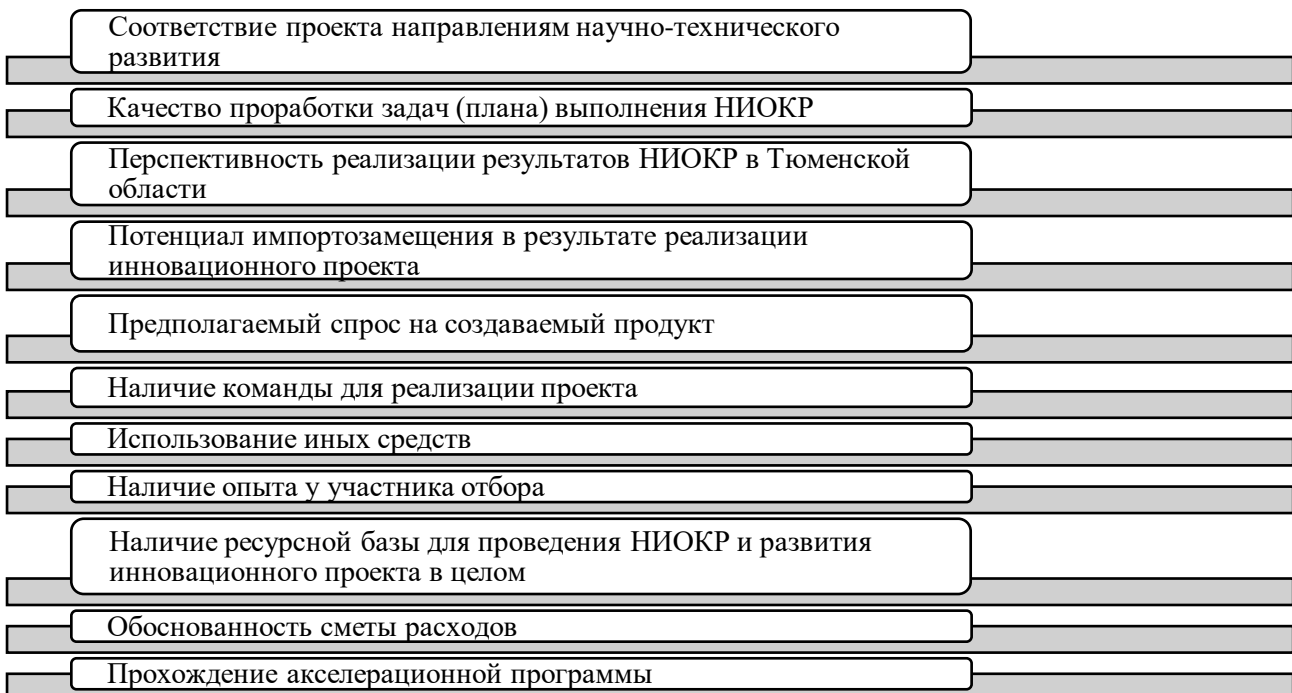 Соответствие проекта направлениям научно-технического
развития
Качество проработки задач (плана) выполнения НИОКР
Перспективность реализации результатов НИОКР в Тюменской
области
Потенциал импортозамещения в результате реализации
инновационного проекта
Предполагаемый спрос на создаваемый продукт
Наличие команды для реализации проекта
Использование иных средств
Наличие опыта у участника отбора
Наличие ресурсной базы для проведения НИОКР и развития
инновационного проекта в целом
Обоснованность сметы расходов
Прохождение акселерационной программы